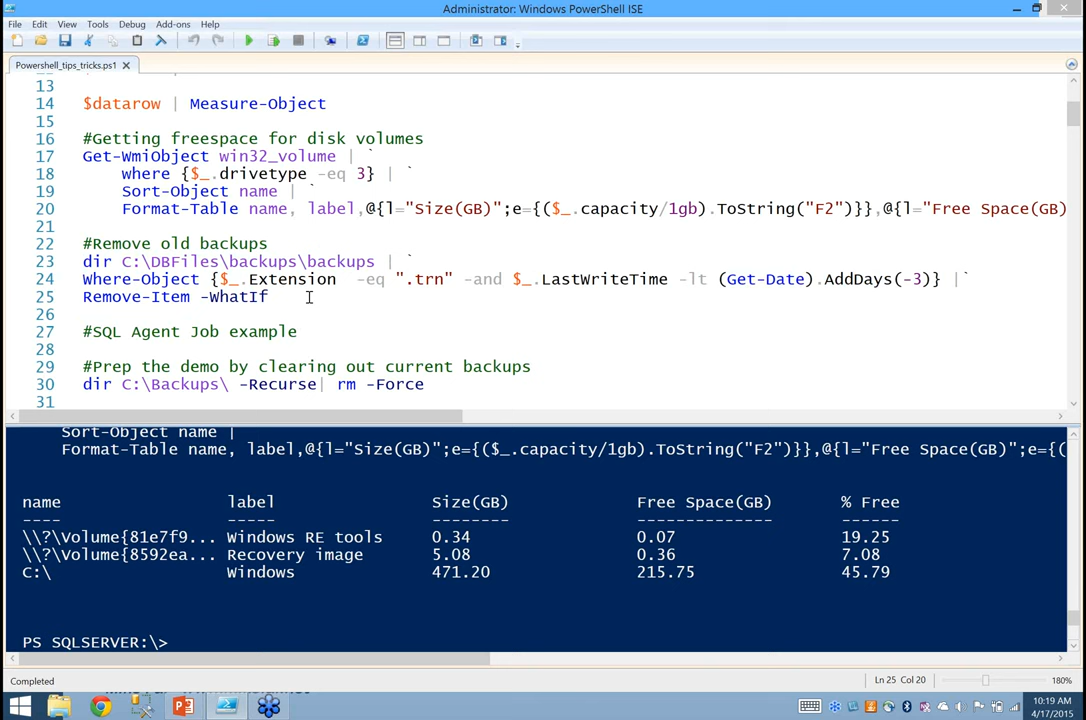 Administrator: Windows PowerShell ISE
File Edit View Tools Debug Add-ons Help
Powershell_tips_tricks.ps1
13
14 $datarow | Measure-Object
15
16 #Getting freespace for disk volumes
17 Get-WmiObject win32_volume | `
18 where {$_.drivetype -eq 3} | `
19 Sort-Object name | `
20 Format-Table name, label,@{l="Size(GB)";e={($_.capacity/1gb).ToString("F2")}},@{l="Free Space(GB)
21
22 #Remove old backups
23 dir C:\DBFiles\backups\backups | `
24 Where-Object {$_.Extension -eq ".trn" -and $_.LastWriteTime -lt (Get-Date).AddDays(-3)} |`
25 Remove-Item -WhatIf
26
27 #SQL Agent Job example
28
29 #Prep the demo by clearing out current backups
30 dir C:\Backups\ -Recurse| rm -Force
31
Sort-Object name |
Format-Table name, label,@{l="Size(GB)";e={($_.capacity/1gb).ToString("F2")}},@{l="Free Space(GB)";e={(
name label Size(GB) Free Space(GB) % Free
---- ----- -------- -------------- ------
\\?\Volume{81e7f9... Windows RE tools 0.34 0.07 19.25
\\?\Volume{8592ea... Recovery image 5.08 0.36 7.08
C:\ Windows 471.20 215.75 45.79
PS SQLSERVER:\>
Completed Ln 25 Col 20 180%
10:19 AM
4/17/2015